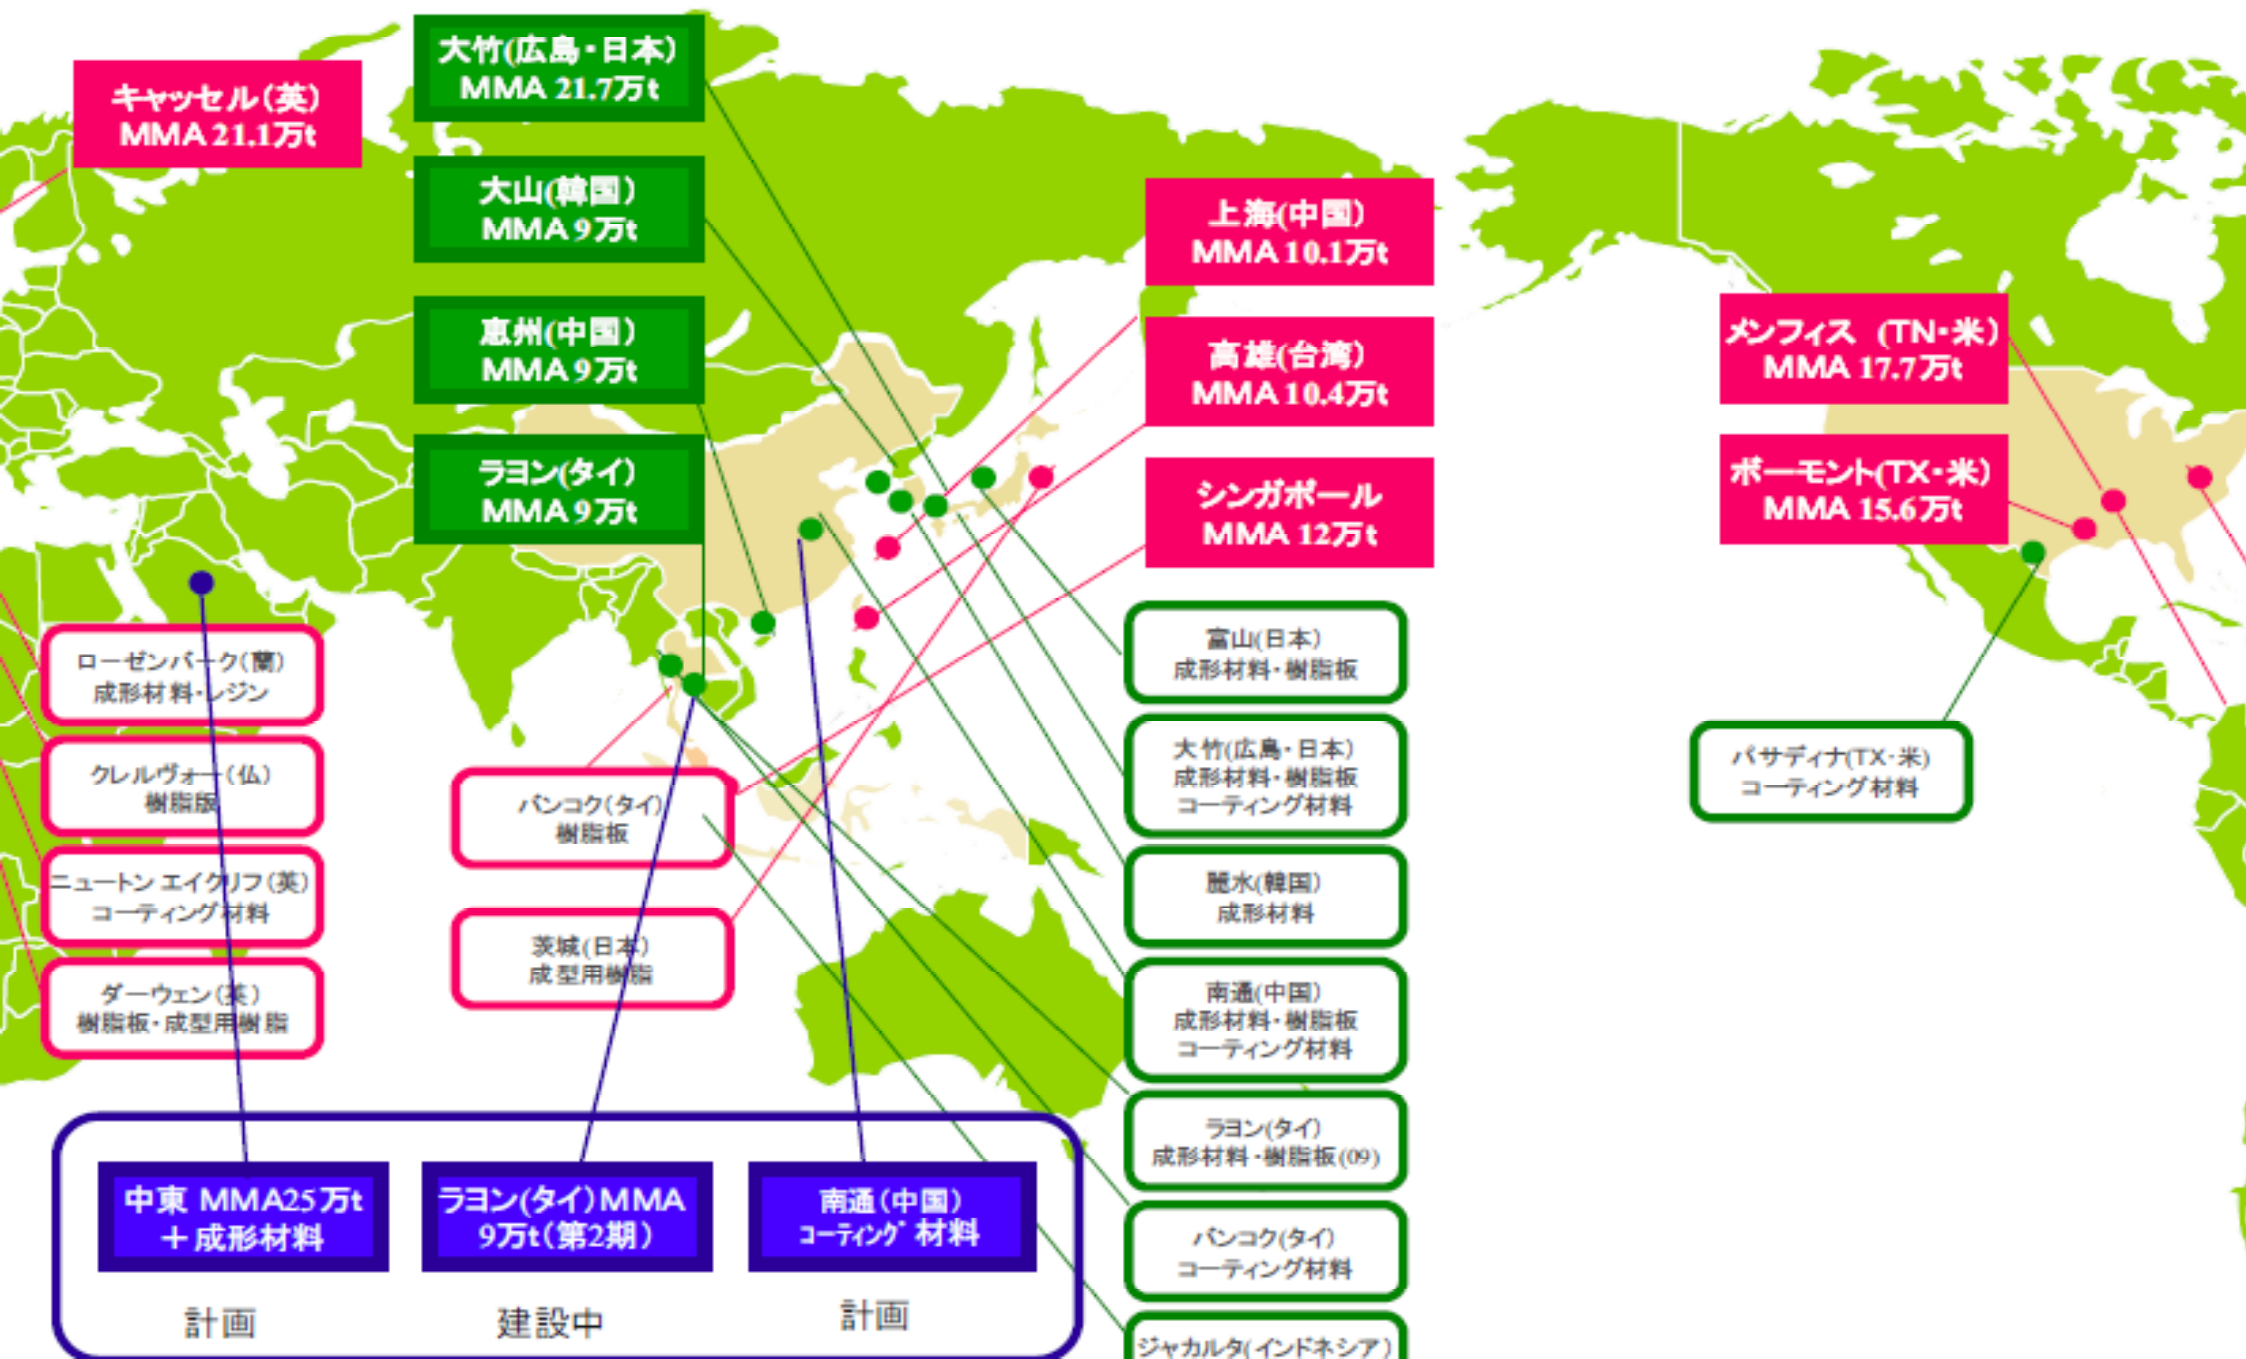 キャッセル(英)
MMA 21.1万t
大竹(広島・日本)
MMA 21.7万t
大山(韓国)
MMA 9万t
恵州(中国)
MMA 9万t
ラヨン(タイ)
MMA 9万t
上海(中国)
MMA 10.1万t
高雄(台湾)
MMA 10.4万t
シンガポール
MMA 12万t
メンフィス (TN・米)
MMA 17.7万t
ボーモント(TX・米)
MMA 15.6万t
ローゼンバーク(蘭)
成形材料・レジン
クレルヴォー(仏)
樹脂版
ニュートン エイクリフ(英)
コーティング材料
ダーウェン(英)
樹脂板・成型用樹脂
バンコク(タイ)
樹脂板
茨城(日本)
成型用樹脂
富山(日本)
成形材料・樹脂板
大竹(広島・日本)
成形材料・樹脂板
コーティング材料
麗水(韓国)
成形材料
南通(中国)
成形材料・樹脂板
コーティング材料
ラヨン(タイ)
成形材料・樹脂板(09)
バンコク(タイ)
コーティング材料
ジャカルタ(インドネシア)
パサディナ(TX・米)
コーティング材料
中東 MMA25万t
＋成形材料
計画
ラヨン(タイ)MMA
9万t(第2期)
建設中
南通(中国)
ｺｰﾃｨﾝｸﾞ材料
計画